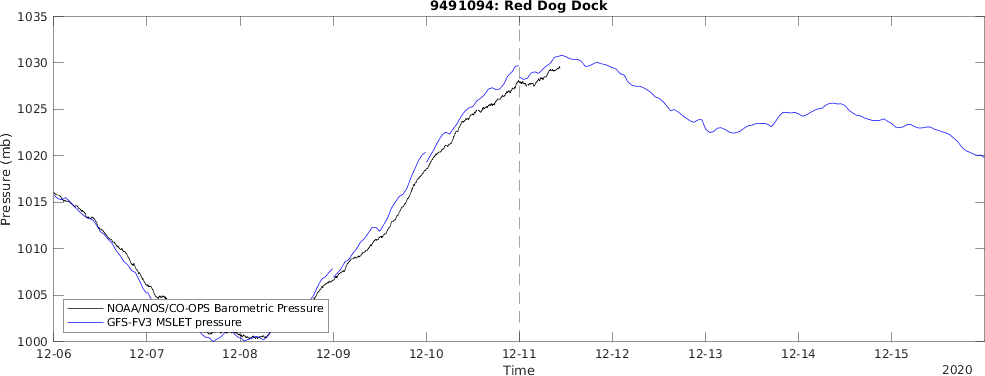 9491094: Red Dog Dock
Pressure (mb)
1035
1030
1025
1020
1015
1010
1005
1000
NOAA/NOS/CO-OPS Barometric Pressure
GFS-FV3 MSLET pressure
12-06 12-07 12-08 12-09 12-10 12-11 12-12 12-13 12-14 12-15
Time
2020